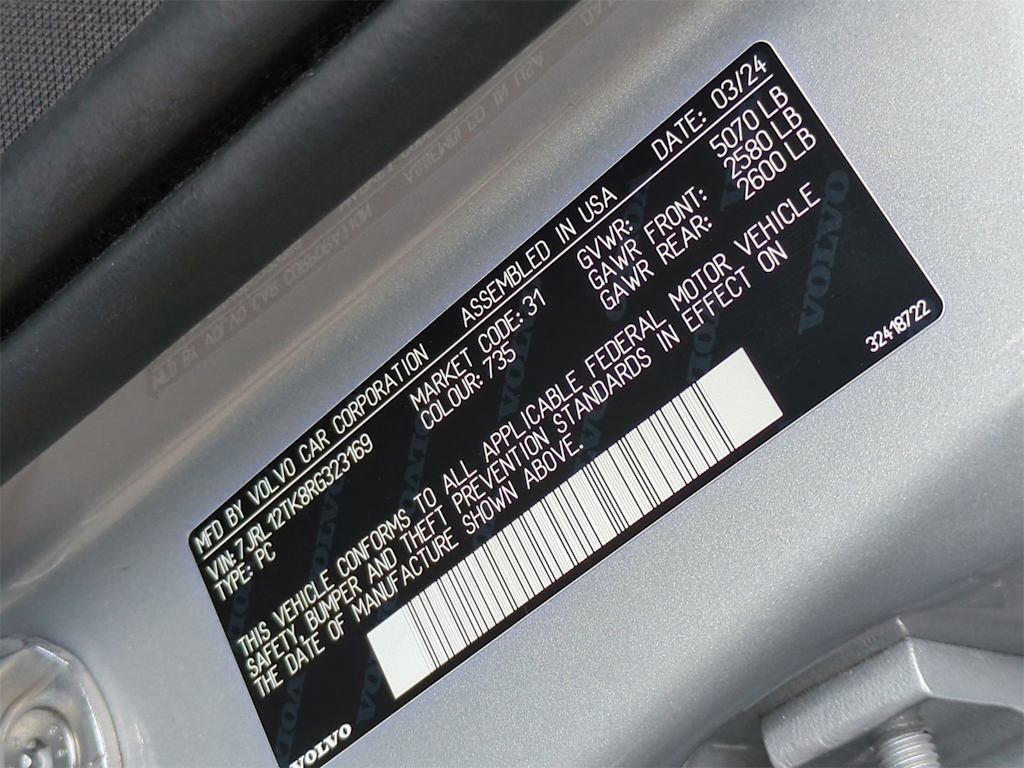 MFD BY VOLVO CAR CORPORATION ASSEMBLED IN USA DATE: 03/24
VIN: 7JRL12TK8RG323169 MARKET CODE: 31 GVWR: 5070 LB
TYPE: PC COLOUR: 735 GAWR FRONT: 2580 LB
GAWR REAR: 2600 LB
THIS VEHICLE CONFORMS TO ALL APPLICABLE FEDERAL MOTOR VEHICLE
SAFETY, BUMPER AND THEFT PREVENTION STANDARDS IN EFFECT ON
THE DATE OF MANUFACTURE SHOWN ABOVE.
VOLVO
32418722